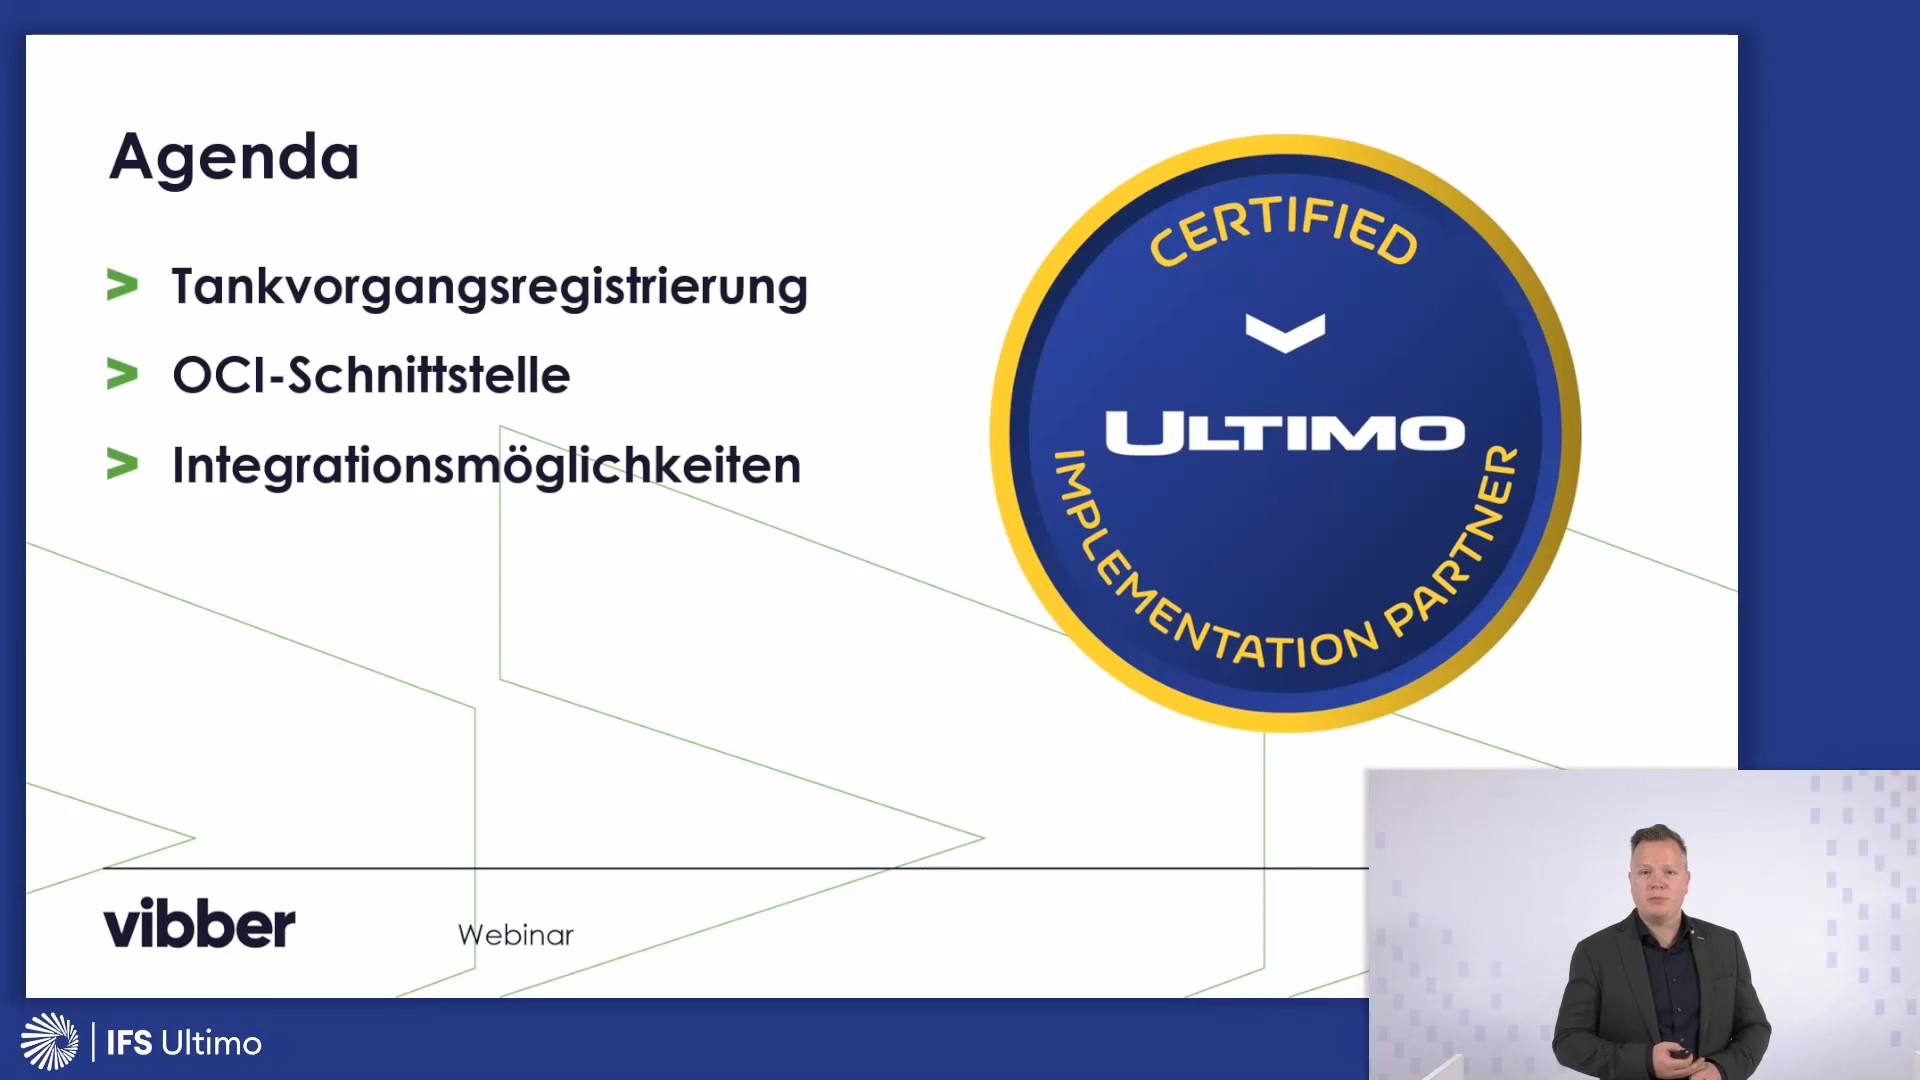 Agenda
> Tankvorgangsregistrierung
> OCI-Schnittstelle
> Integrationsmöglichkeiten
CERTIFIED
ULTIMO
IMPLEMENTATION PARTNER
vibber
Webinar
IFS Ultimo